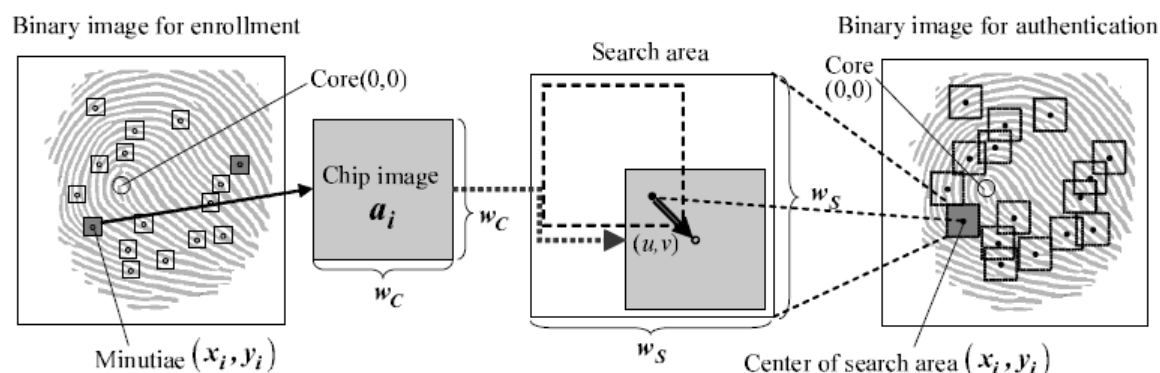 Binary image for enrollment
Core(0,0)
Chip image
a_i
w_C
w_C
Minutiae (x_i, y_i)
Search area
(u,v)
w_S
w_S
Binary image for authentication
Core
(0,0)
Center of search area (x_i, y_i)